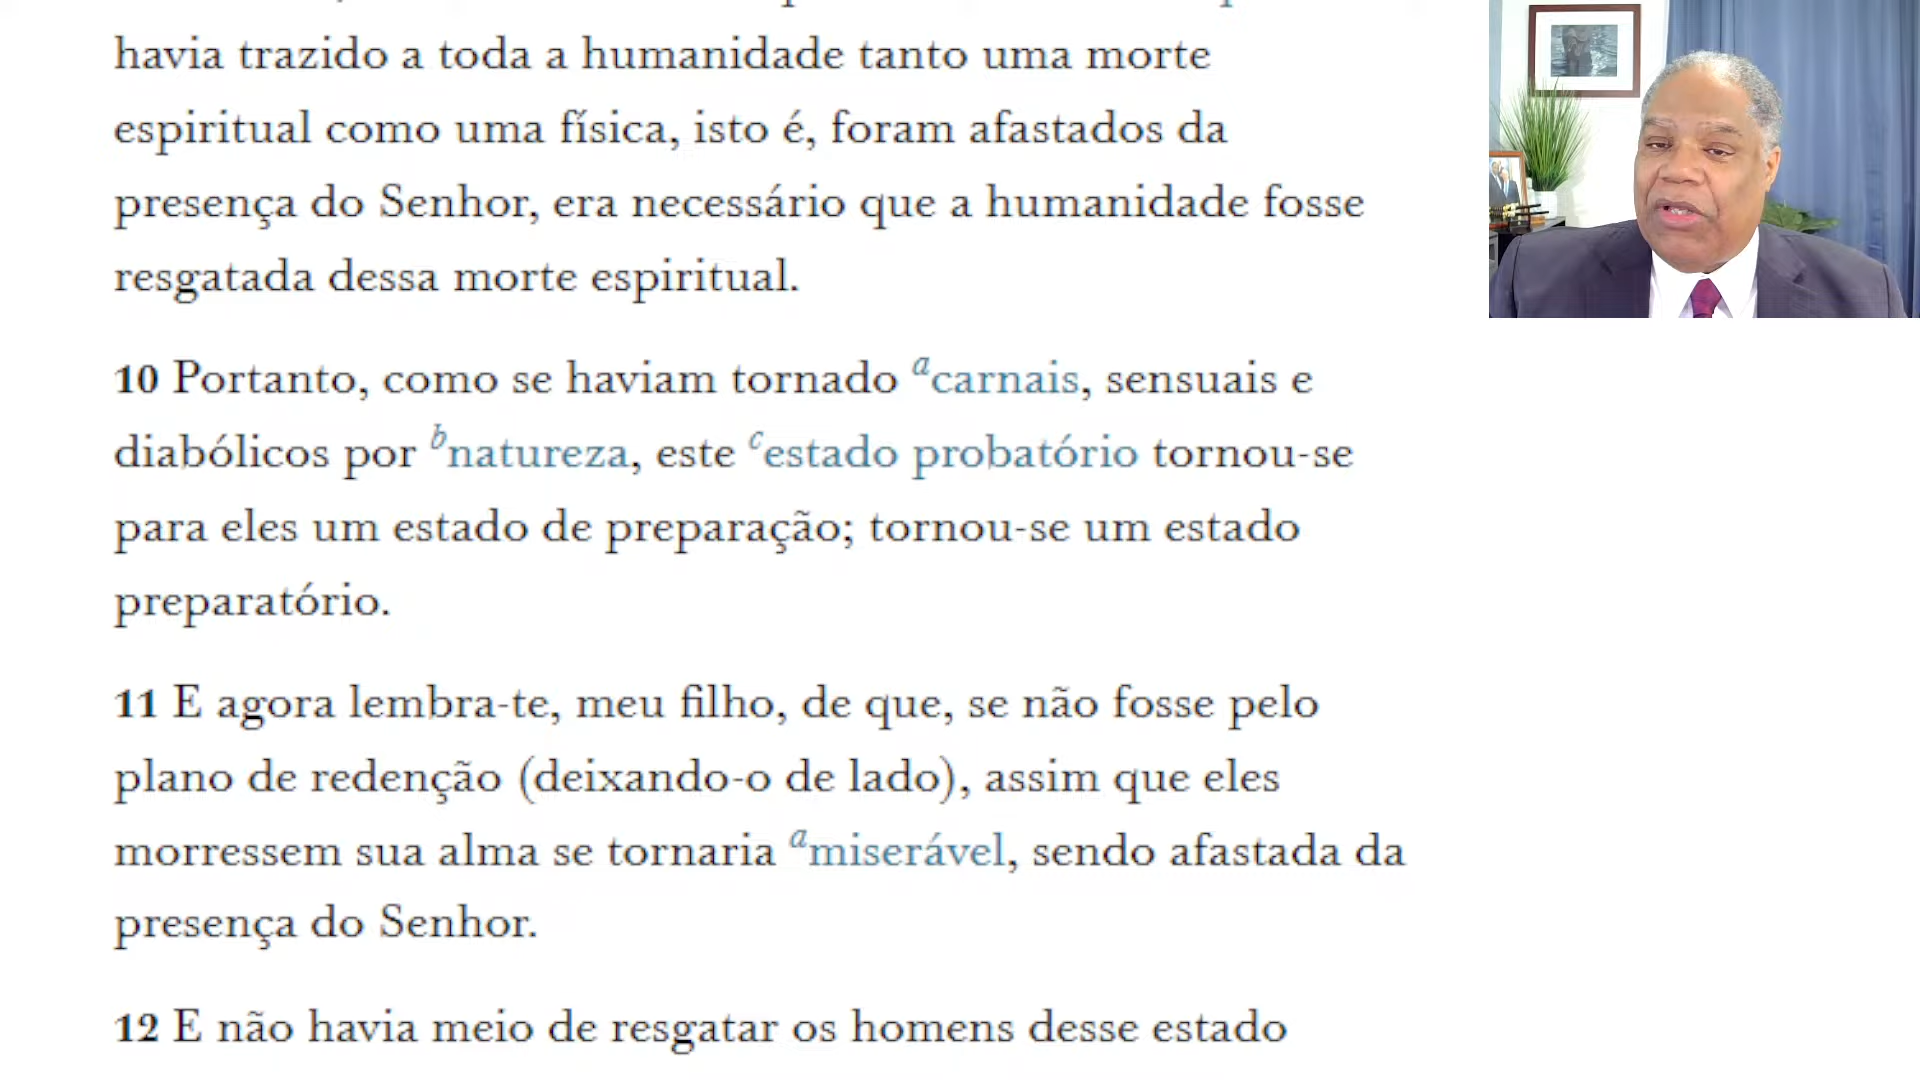 havia trazido a toda a humanidade tanto uma morte
espiritual como uma física, isto é, foram afastados da
presença do Senhor, era necessário que a humanidade fosse
resgatada dessa morte espiritual.
10 Portanto, como se haviam tornado a carnais, sensuais e
diabólicos por b natureza, este c estado probatório tornou-se
para eles um estado de preparação; tornou-se um estado
preparatório.
11 E agora lembra-te, meu filho, de que, se não fosse pelo
plano de redenção (deixando-o de lado), assim que eles
morressem sua alma se tornaria a miserável, sendo afastada da
presença do Senhor.
12 E não havia meio de resgatar os homens desse estado